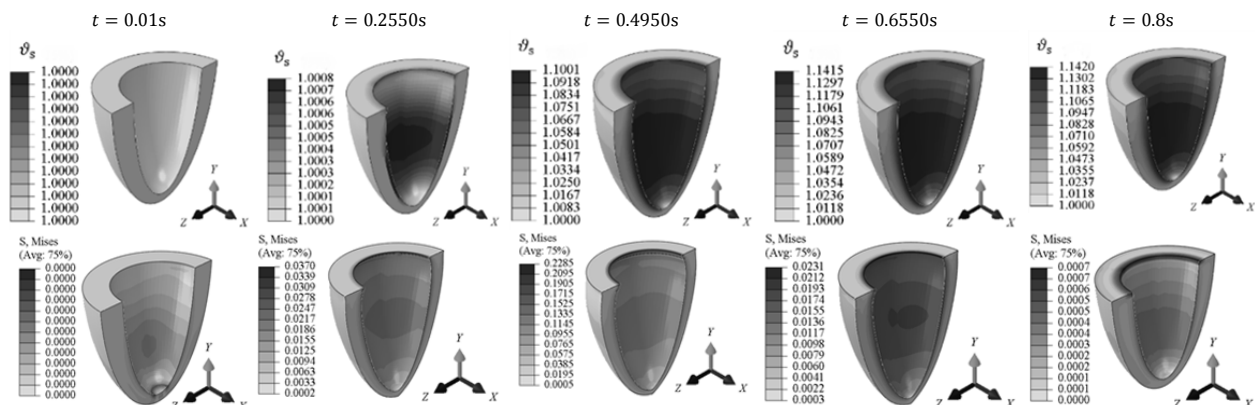 t = 0.01s
t = 0.2550s
t = 0.4950s
t = 0.6550s
t = 0.8s
ϑs
1.0000
1.0000
1.0000
1.0000
1.0000
1.0000
1.0000
1.0000
1.0000
1.0000
1.0000
1.0000
1.0000
Y
Z
X
ϑs
1.0008
1.0007
1.0006
1.0006
1.0005
1.0004
1.0003
1.0003
1.0002
1.0001
1.0001
1.0000
Y
Z
X
ϑs
1.1001
1.0918
1.0834
1.0751
1.0667
1.0584
1.0501
1.0417
1.0334
1.0250
1.0167
1.0083
1.0000
Y
Z
X
ϑs
1.1415
1.1297
1.1179
1.1061
1.0943
1.0825
1.0707
1.0589
1.0472
1.0354
1.0236
1.0118
1.0000
Y
Z
X
ϑs
1.1420
1.1302
1.1183
1.1065
1.0947
1.0828
1.0710
1.0592
1.0473
1.0355
1.0237
1.0118
1.0000
Y
Z
X
S, Mises
(Avg: 75%)
0.0000
0.0000
0.0000
0.0000
0.0000
0.0000
0.0000
0.0000
0.0000
0.0000
0.0000
0.0000
0.0000
Y
Z
X
S, Mises
(Avg: 75%)
0.0370
0.0339
0.0309
0.0278
0.0247
0.0217
0.0186
0.0155
0.0125
0.0094
0.0063
0.0033
0.0002
Y
Z
X
S, Mises
(Avg: 75%)
0.2285
0.2095
0.1905
0.1715
0.1525
0.1335
0.1145
0.0955
0.0765
0.0575
0.0385
0.0195
0.0005
Y
Z
X
S, Mises
(Avg: 75%)
0.0231
0.0212
0.0193
0.0174
0.0155
0.0136
0.0117
0.0098
0.0079
0.0060
0.0041
0.0022
0.0003
Y
Z
X
S, Mises
(Avg: 75%)
0.0007
0.0007
0.0006
0.0006
0.0005
0.0004
0.0004
0.0003
0.0002
0.0002
0.0001
0.0001
0.0000
Y
Z
X